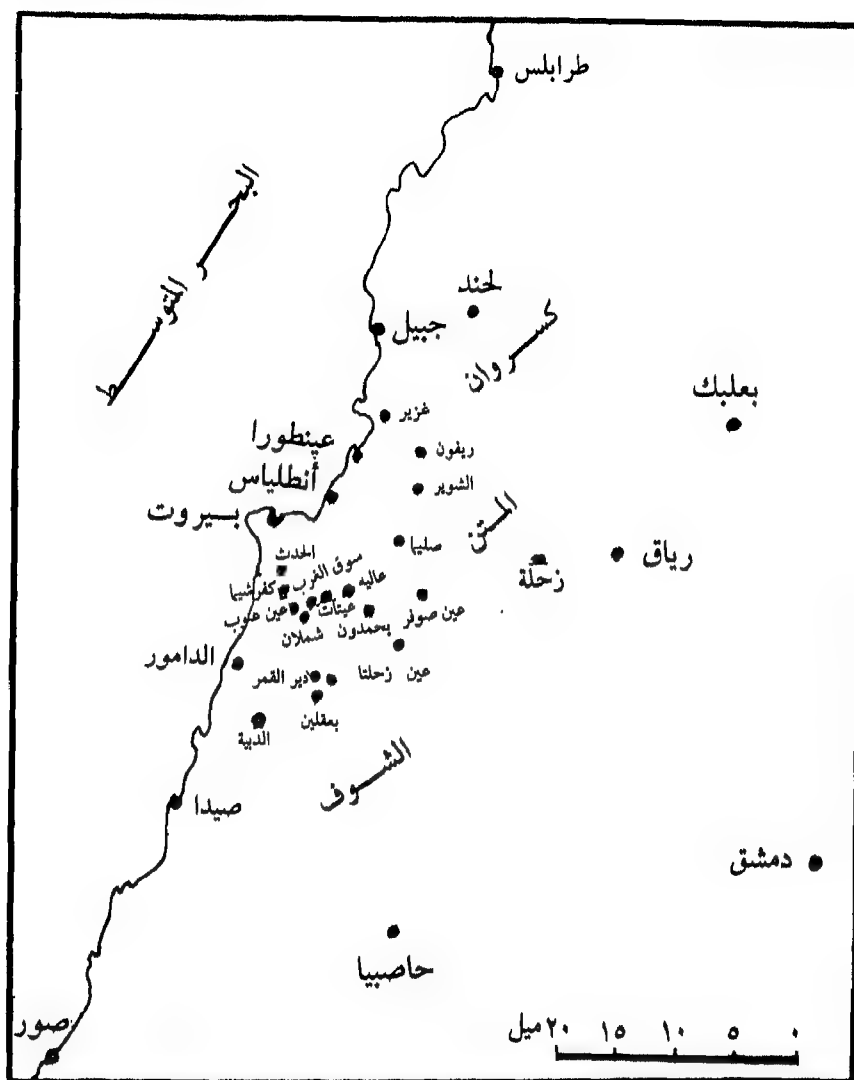 طرابلس
البحر المتوسط
لحند
كسروان
جبيل
بعلبك
غزير
عينطورا
ريفون
أنطلياس
الشوير
بيروت
المتن
صليما
رياق
زحلة
الحدث
سوق الغرب
عاليه
كفرشيما
عين صوفر
عيتات
عين عنوب
بحمدون
شملان
الدامور
عين زحلتا
دير القمر
بعقلين
الدبية
الشوف
صيدا
دمشق
حاصبيا
صور
٠ ٥ ١٠ ١٥ ٢٠ ميل